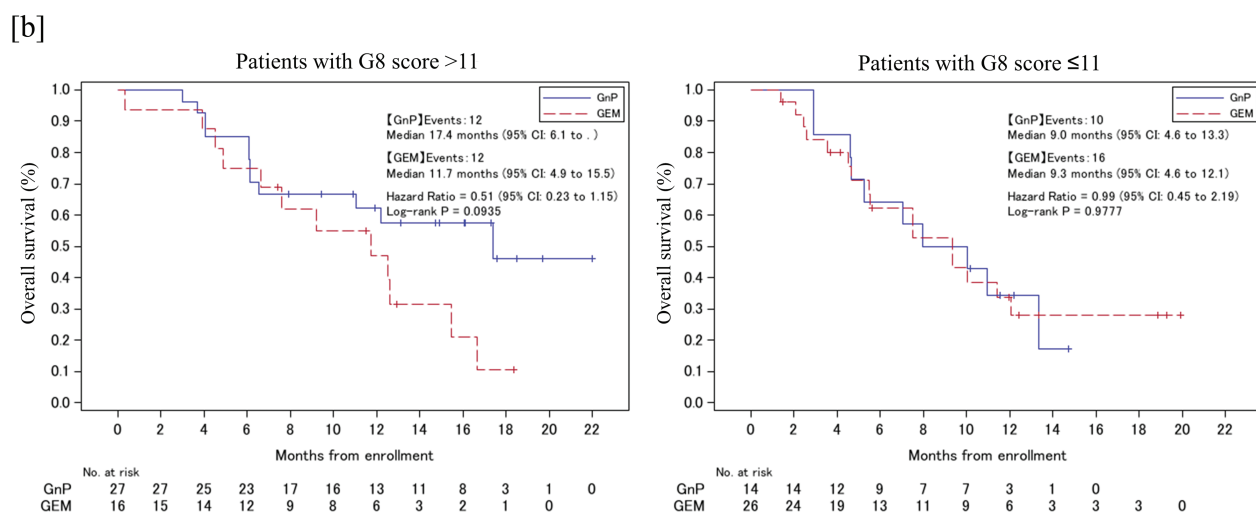 [b]
Patients with G8 score >11
GnP
GEM
【GnP】Events: 12
Median 17.4 months (95% CI: 6.1 to . )
【GEM】Events: 12
Median 11.7 months (95% CI: 4.9 to 15.5)
Hazard Ratio = 0.51 (95% CI: 0.23 to 1.15)
Log-rank P = 0.0935
Overall survival (%)
1.0
0.9
0.8
0.7
0.6
0.5
0.4
0.3
0.2
0.1
0.0
0 2 4 6 8 10 12 14 16 18 20 22
Months from enrollment
No. at risk
GnP 27 27 25 23 17 16 13 11 8 3 1 0
GEM 16 15 14 12 9 8 6 3 2 1 0
Patients with G8 score ≤11
GnP
GEM
【GnP】Events: 10
Median 9.0 months (95% CI: 4.6 to 13.3)
【GEM】Events: 16
Median 9.3 months (95% CI: 4.6 to 12.1)
Hazard Ratio = 0.99 (95% CI: 0.45 to 2.19)
Log-rank P = 0.9777
Overall survival (%)
1.0
0.9
0.8
0.7
0.6
0.5
0.4
0.3
0.2
0.1
0.0
0 2 4 6 8 10 12 14 16 18 20 22
Months from enrollment
No. at risk
GnP 14 14 12 9 7 7 3 1 0
GEM 26 24 19 13 11 9 6 3 3 3 0